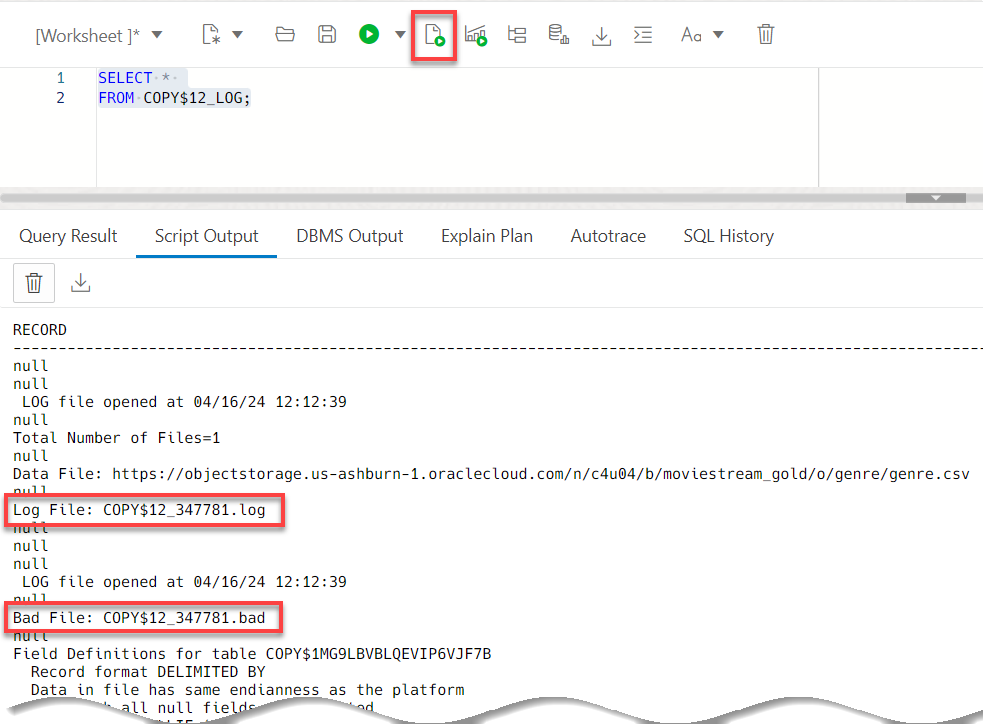 [Worksheet ]*
Aa
1 SELECT *
2 FROM COPY$12_LOG;
Query Result Script Output DBMS Output Explain Plan Autotrace SQL History
RECORD
null
null
LOG file opened at 04/16/24 12:12:39
null
Total Number of Files=1
null
Data File: https://objectstorage.us-ashburn-1.oraclecloud.com/n/c4u04/b/moviestream_gold/o/genre/genre.csv
null
Log File: COPY$12_347781.log
null
null
null
LOG file opened at 04/16/24 12:12:39
null
Bad File: COPY$12_347781.bad
null
Field Definitions for table COPY$1MG9LBVBLQEVIP6VJF7B
Record format DELIMITED BY
Data in file has same endianness as the platform
all null fields